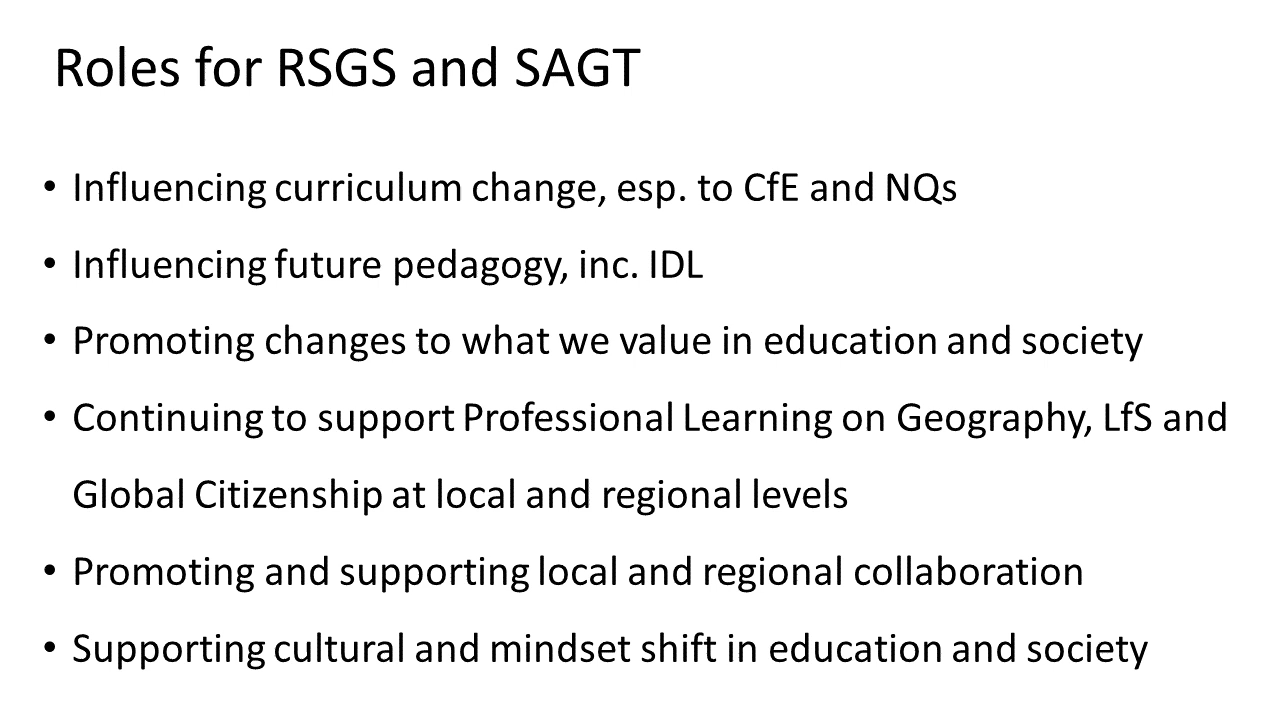 Roles for RSGS and SAGT
• Influencing curriculum change, esp. to CfE and NQs
• Influencing future pedagogy, inc. IDL
• Promoting changes to what we value in education and society
• Continuing to support Professional Learning on Geography, LfS and
Global Citizenship at local and regional levels
• Promoting and supporting local and regional collaboration
• Supporting cultural and mindset shift in education and society